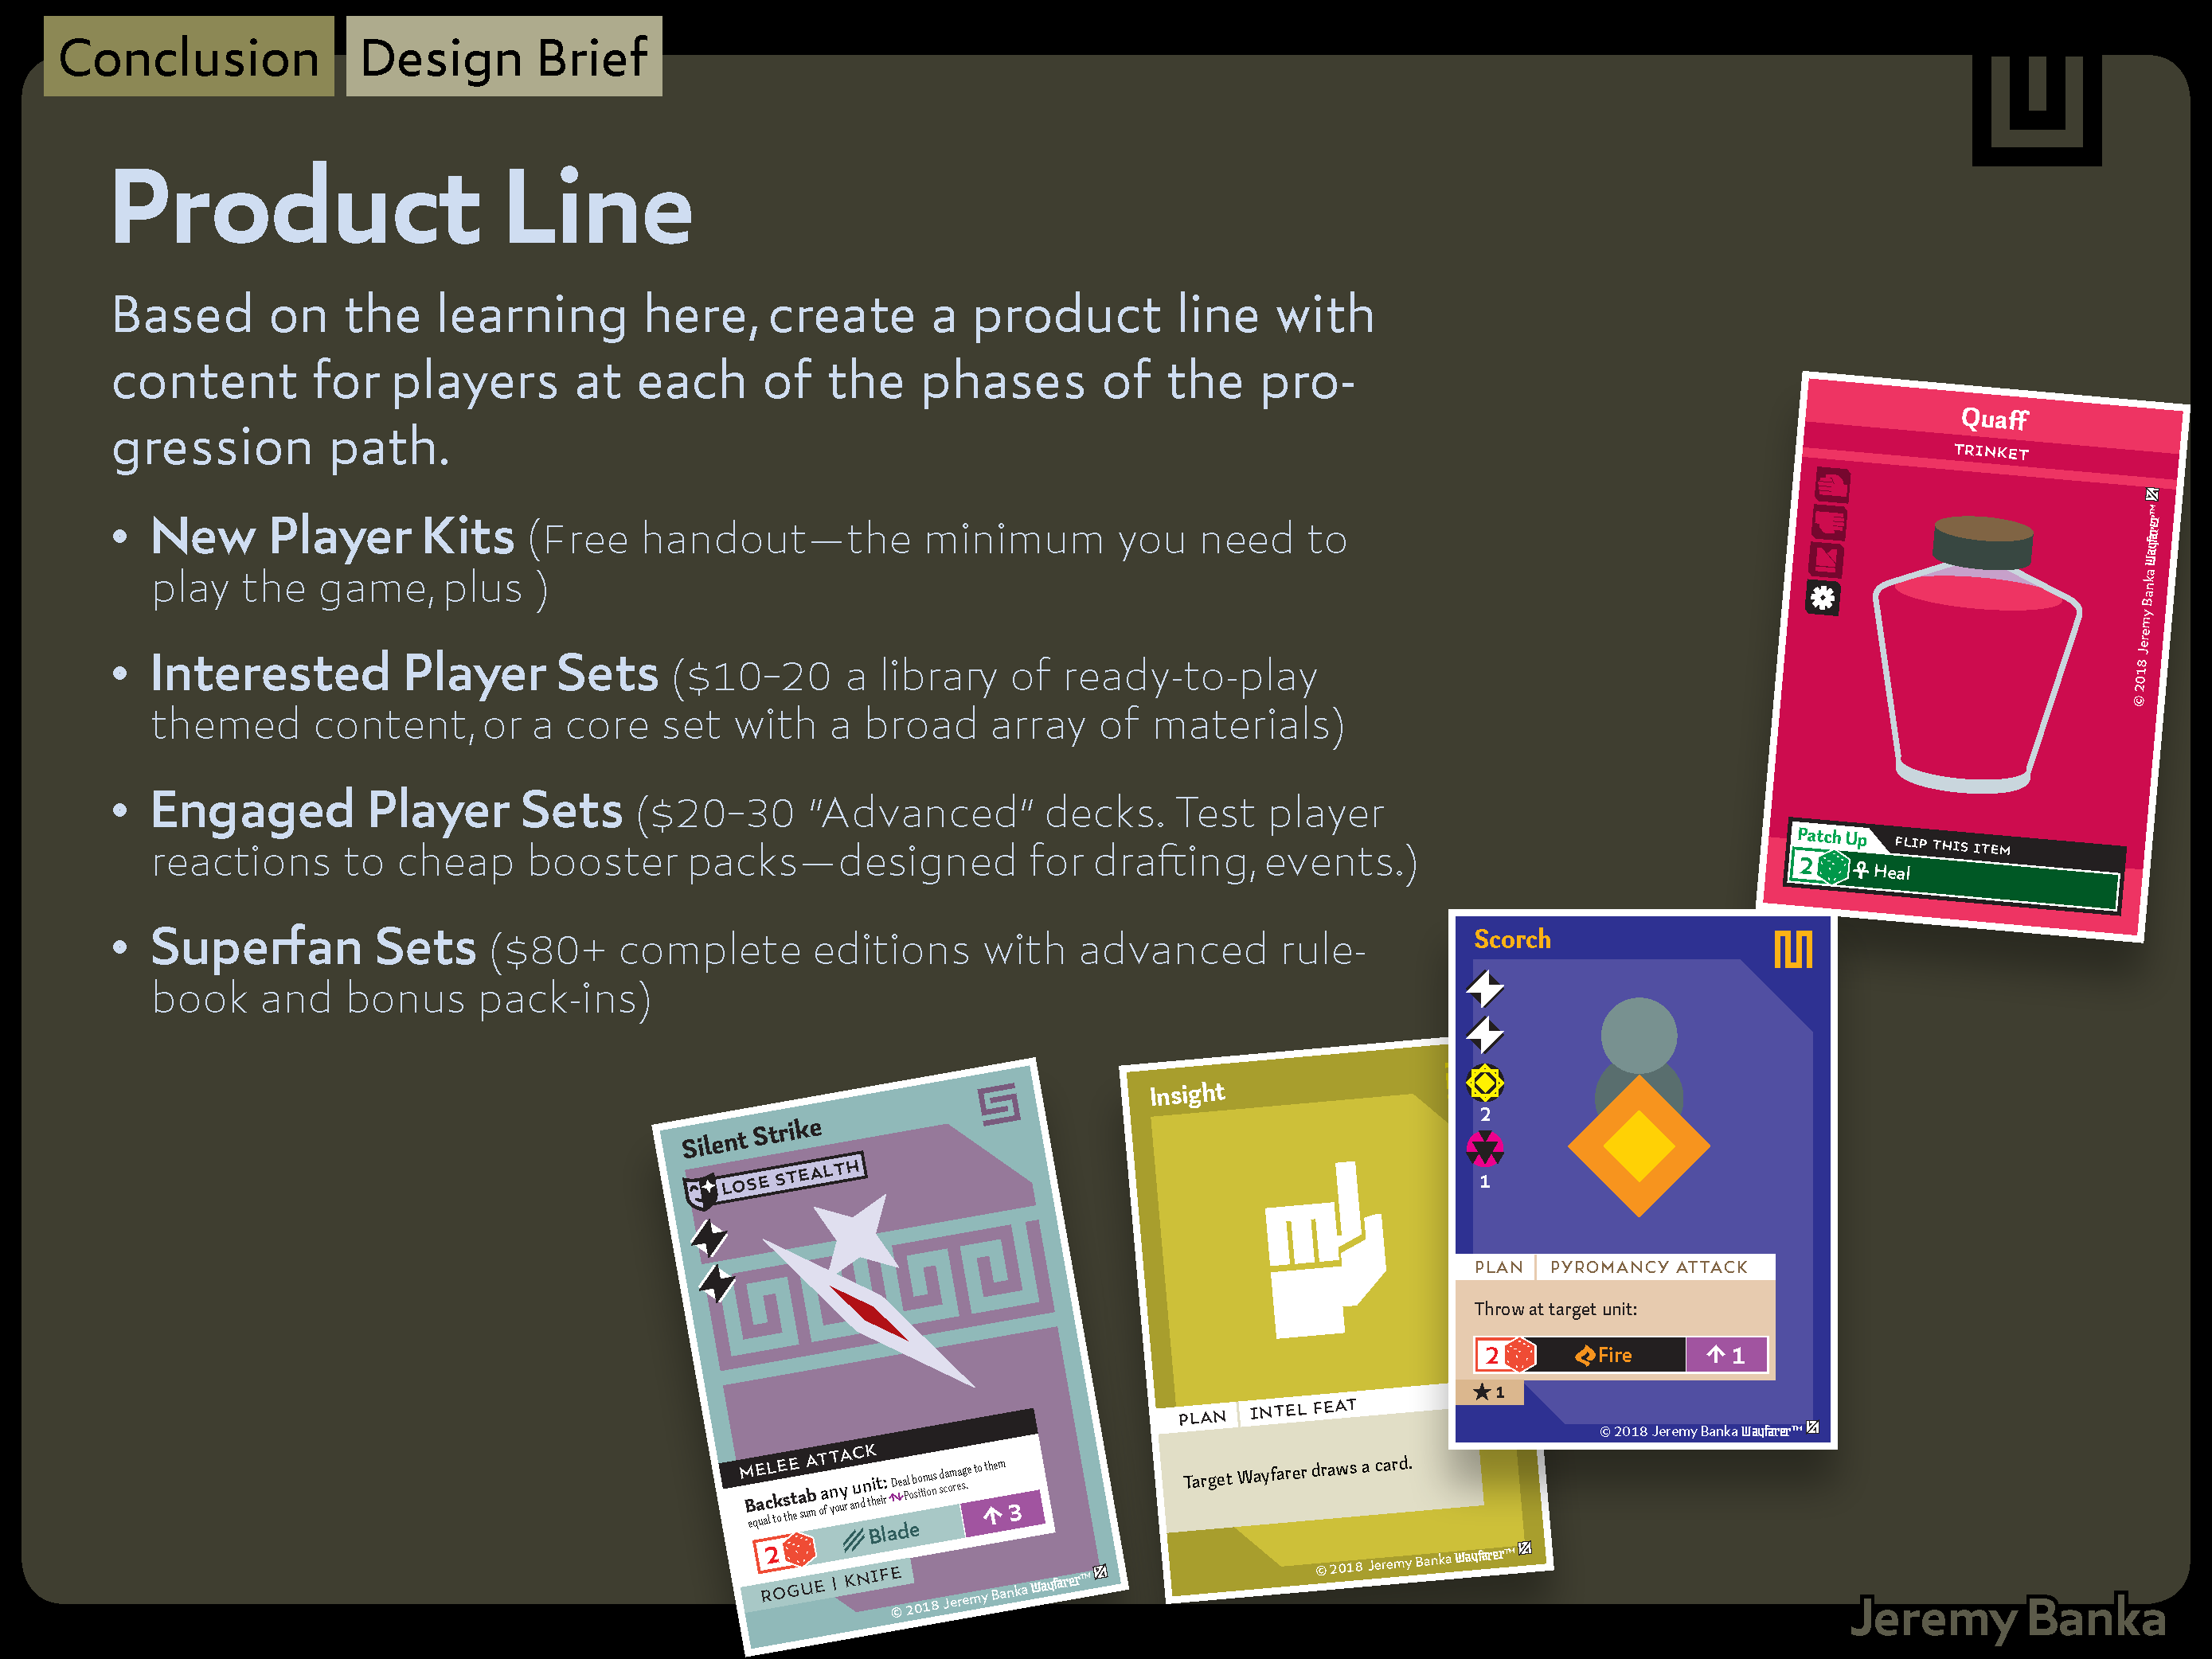 Conclusion
Design Brief
Product Line
Based on the learning here, create a product line with
content for players at each of the phases of the pro-
gression path.
• New Player Kits (Free handout—the minimum you need to
play the game, plus )
• Interested Player Sets ($10–20 a library of ready-to-play
themed content, or a core set with a broad array of materials)
• Engaged Player Sets ($20–30 "Advanced" decks. Test player
reactions to cheap booster packs—designed for drafting, events.)
• Superfan Sets ($80+ complete editions with advanced rule-
book and bonus pack-ins)
Quaff
TRINKET
© 2018 Jeremy Banka Wayfarer™
Patch Up
FLIP THIS ITEM
2 Heal
Scorch
2
1
PLAN PYROMANCY ATTACK
Throw at target unit:
2 Fire 1
★ 1
© 2018 Jeremy Banka Wayfarer™
Insight
PLAN INTEL FEAT
Target Wayfarer draws a card.
© 2018 Jeremy Banka Wayfarer™
Silent Strike
LOSE STEALTH
MELEE ATTACK
Backstab any unit: Deal bonus damage to them
equal to the sum of your and their Position scores.
2 Blade 3
ROGUE | KNIFE
© 2018 Jeremy Banka Wayfarer™
Jeremy Banka